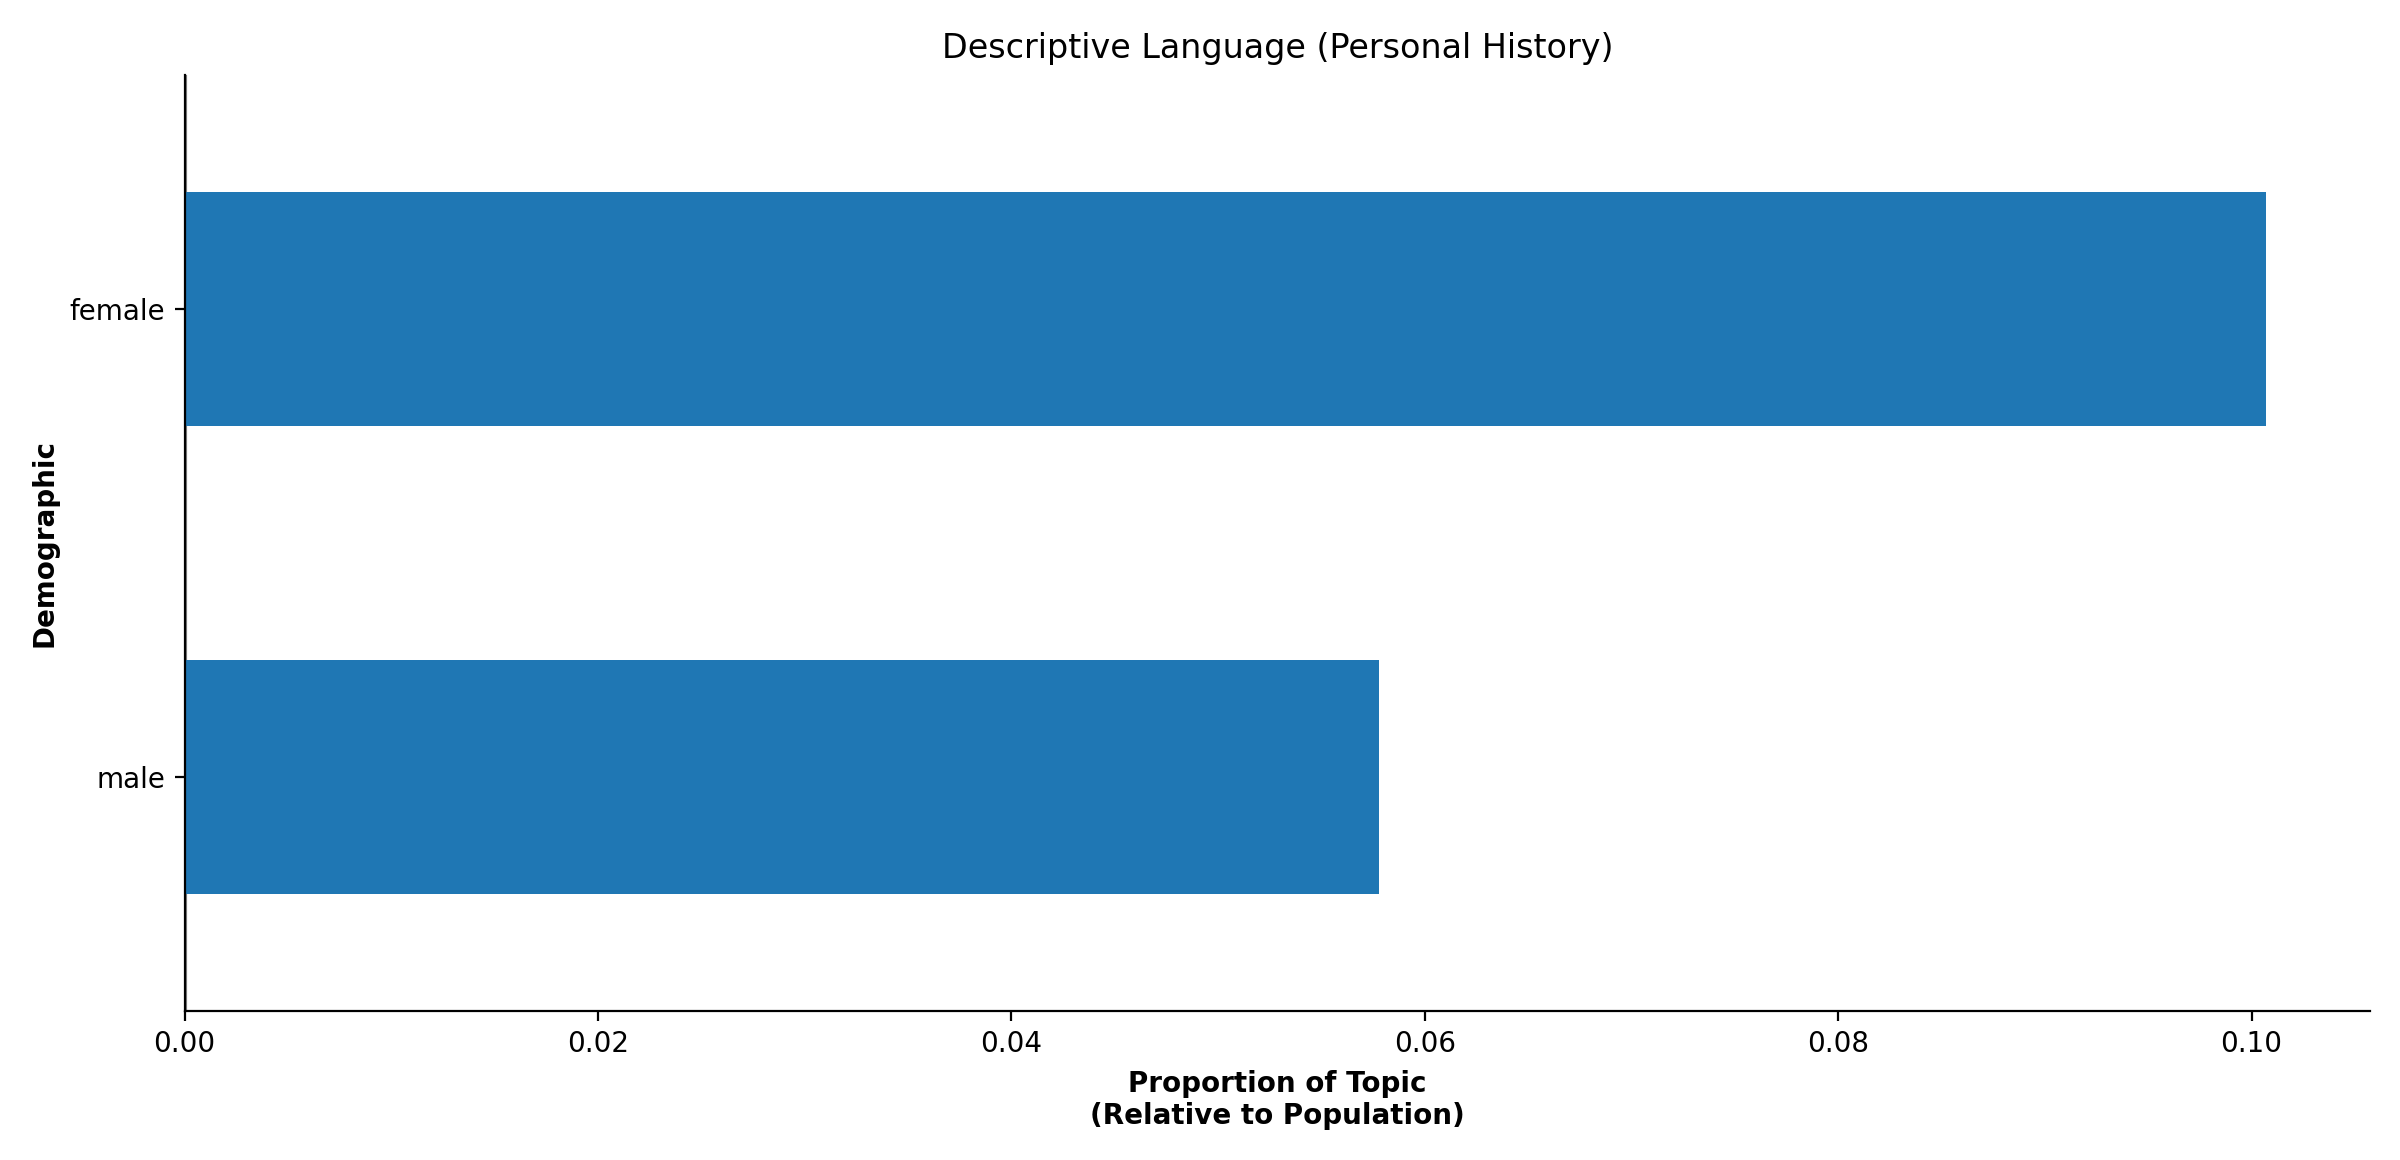 Descriptive Language (Personal History)
female
male
Demographic
0.00 0.02 0.04 0.06 0.08 0.10
Proportion of Topic
(Relative to Population)